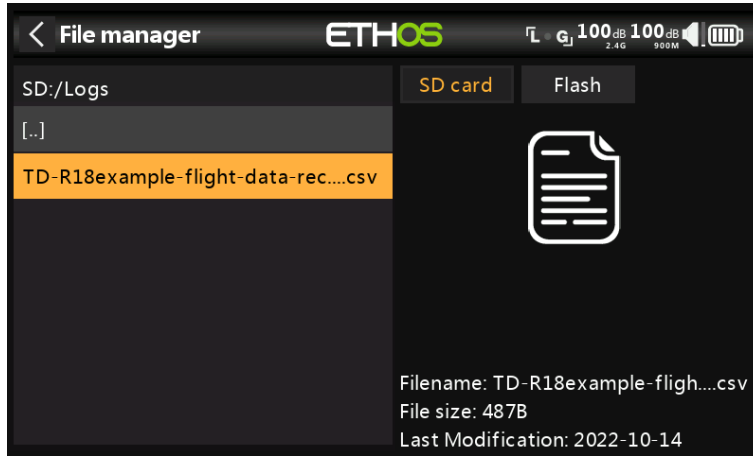 File manager
ETHOS
L G 100dB 2.4G 100dB 900M
SD:/Logs
SD card
Flash
[..]
TD-R18example-flight-data-rec....csv
Filename: TD-R18example-fligh....csv
File size: 487B
Last Modification: 2022-10-14